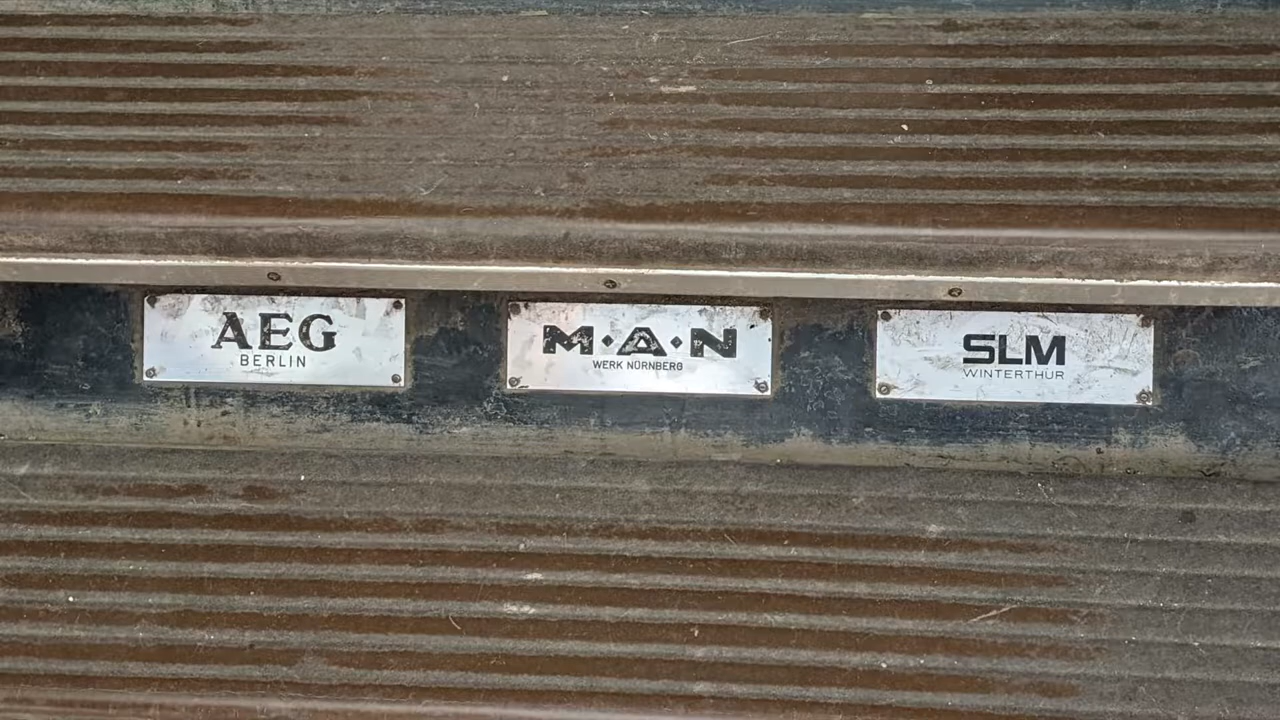 AEG
BERLIN
M·A·N
WERK NÜRNBERG
SLM
WINTERTHUR